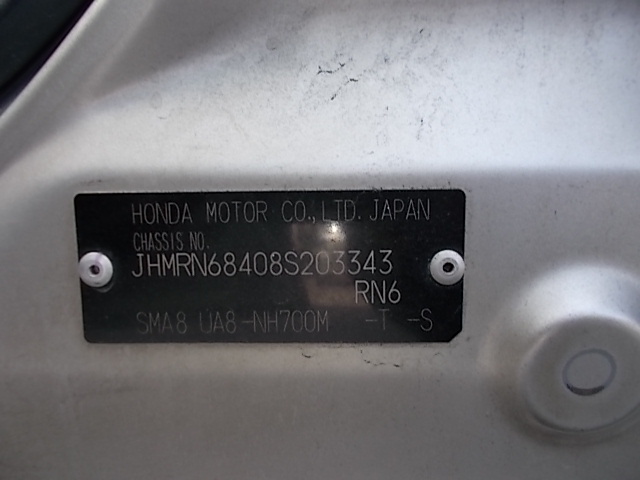 HONDA MOTOR CO.,LTD. JAPAN
CHASSIS NO.
JHMRN68408S203343
RN6
SMA8 UA8-NH700M -T -S